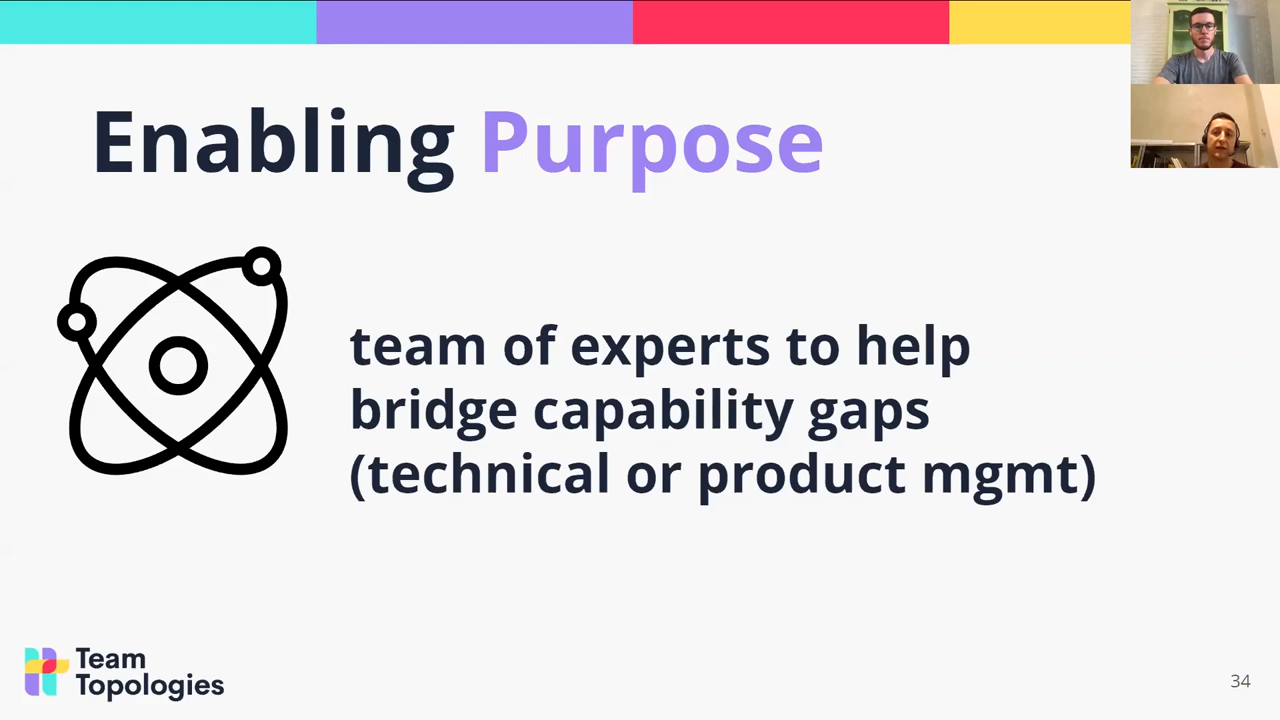 Enabling Purpose
team of experts to help
bridge capability gaps
(technical or product mgmt)
Team
Topologies
34